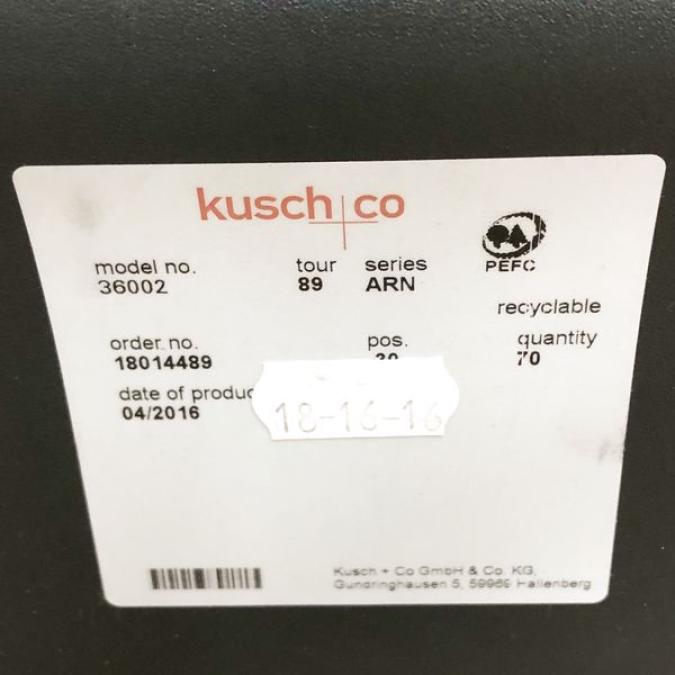 kusch+co
PEFC
model no. tour series
36002 89 ARN
recyclable
order no. pos. quantity
18014489 30 70
date of produc
04/2016
18-16-16
Kusch + Co GmbH & Co. KG,
Gundringhausen 5, 59969 Hallenberg